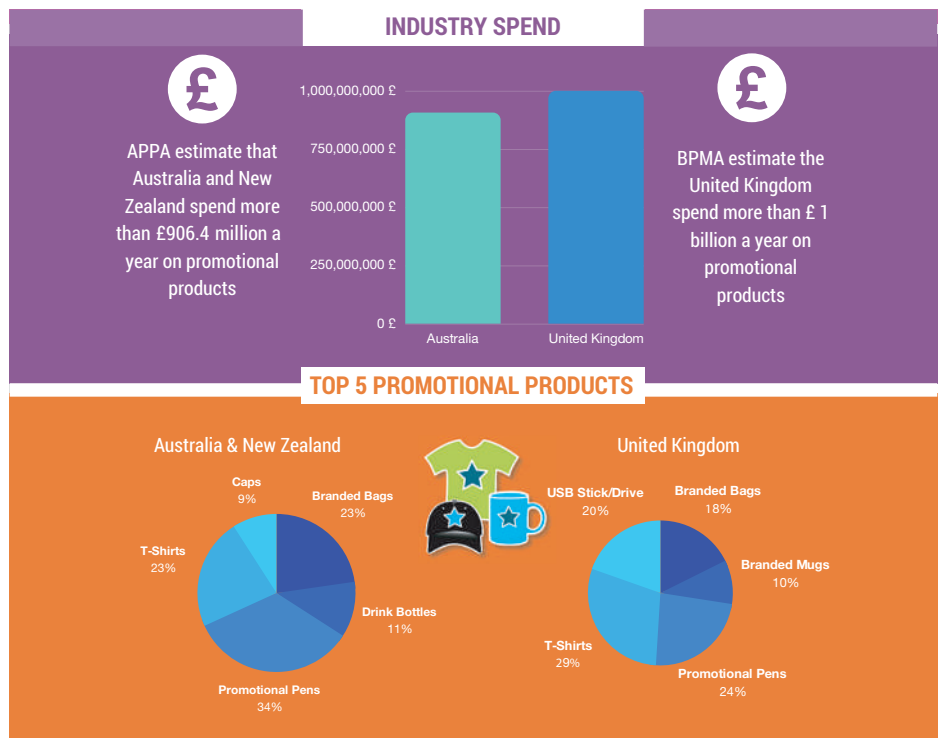 INDUSTRY SPEND
£
APPA estimate that
Australia and New
Zealand spend more
than £906.4 million a
year on promotional
products
1,000,000,000 £
750,000,000 £
500,000,000 £
250,000,000 £
0 £
Australia
United Kingdom
£
BPMA estimate the
United Kingdom
spend more than £ 1
billion a year on
promotional
products
TOP 5 PROMOTIONAL PRODUCTS
Australia & New Zealand
Caps
9%
Branded Bags
23%
T-Shirts
23%
Drink Bottles
11%
Promotional Pens
34%
United Kingdom
USB Stick/Drive
20%
Branded Bags
18%
Branded Mugs
10%
T-Shirts
29%
Promotional Pens
24%